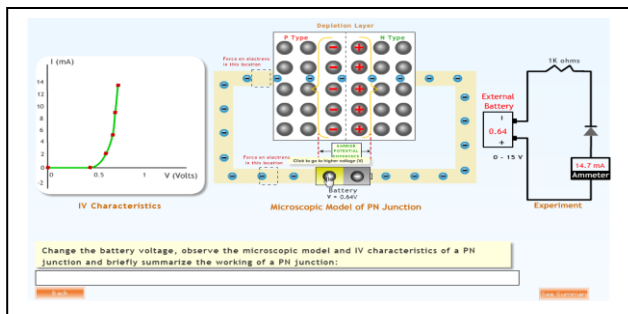 Depletion Layer
P Type
N Type
I (mA)
Force on electrons
in this location
14
12
10
8
6
4
2
0
-2
0
0.5
1
V (Volts)
IV Characteristics
BARRIER
POTENTIAL
Click to go to higher voltage (V)
Force on electrons
in this location
Battery
V = 0.64V
Microscopic Model of PN Junction
1K ohms
External
Battery
0.64
+
0 - 15 V
14.7 mA
Ammeter
Experiment
Change the battery voltage, observe the microscopic model and IV characteristics of a PN
junction and briefly summarize the working of a PN junction:
Back
See Summary